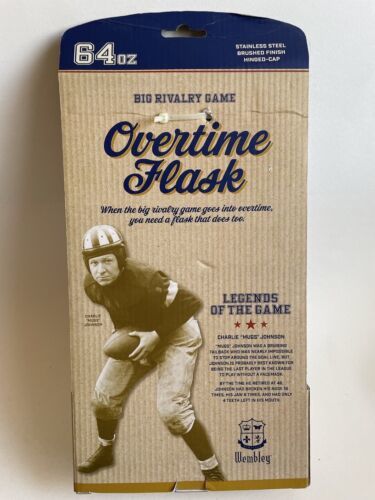 64 OZ
STAINLESS STEEL
BRUSHED FINISH
HINGED-CAP
BIG RIVALRY GAME
Overtime
Flask
When the big rivalry game goes into overtime,
you need a flask that does too.
CHARLIE "MUGS"
JOHNSON
LEGENDS
OF THE GAME
CHARLIE "MUGS" JOHNSON
"MUGS" JOHNSON WAS A BRUISING
TAILBACK WHO WAS NEARLY IMPOSSIBLE
TO STOP AROUND THE GOAL LINE, BUT
JOHNSON IS PROBABLY BEST KNOWN FOR
BEING THE LAST PLAYER IN THE LEAGUE
TO PLAY WITHOUT A FACEMASK.
BY THE TIME HE RETIRED AT 40,
JOHNSON HAD BROKEN HIS NOSE 16
TIMES, HIS JAW 8 TIMES, AND HAD ONLY
4 TEETH LEFT IN HIS MOUTH.
Wembley